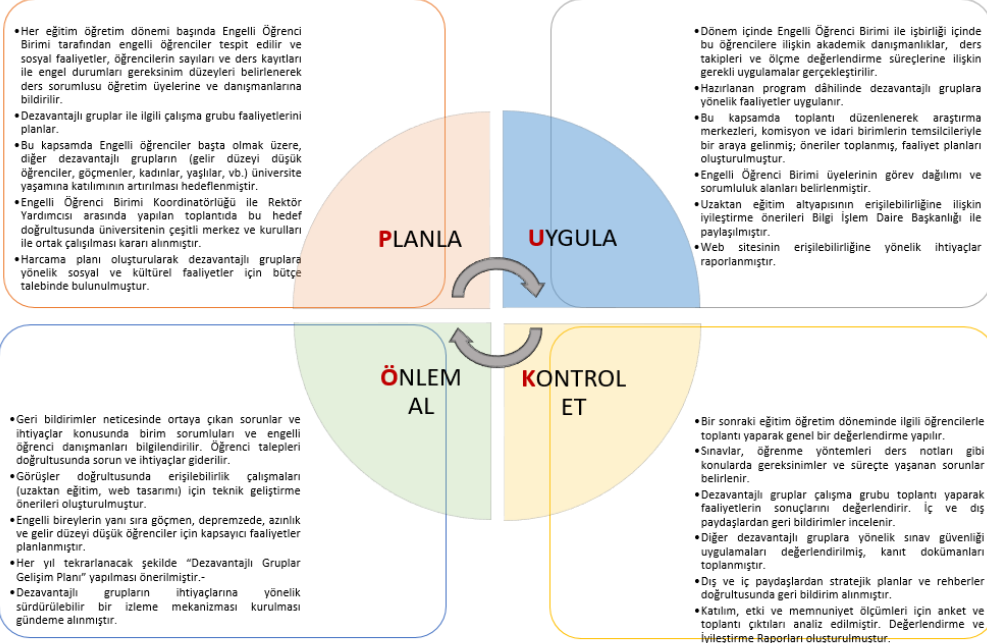 •Her eğitim öğretim dönemi başında Engelli Öğrenci
Birimi tarafından engelli öğrenciler tespit edilir ve
sosyal faaliyetler, öğrencilerin sayıları ve ders kayıtları
ile engel durumları gereksinim düzeyleri belirlenerek
ders sorumlusu öğretim üyelerine ve danışmanlarına
bildirilir.
•Dezavantajlı gruplar ile ilgili çalışma grubu faaliyetlerini
planlar.
•Bu kapsamda Engelli öğrenciler başta olmak üzere,
diğer dezavantajlı grupların (gelir düzeyi düşük
öğrenciler, göçmenler, kadınlar, yaşlılar, vb.) üniversite
yaşamına katılımının artırılması hedeflenmiştir.
•Engelli Öğrenci Birimi Koordinatörlüğü ile Rektör
Yardımcısı arasında yapılan toplantıda bu hedef
doğrultusunda üniversitenin çeşitli merkez ve kurulları
ile ortak çalışılması kararı alınmıştır.
•Harcama planı oluşturularak dezavantajlı gruplara
yönelik sosyal ve kültürel faaliyetler için bütçe
talebinde bulunulmuştur.
•Dönem içinde Engelli Öğrenci Birimi ile işbirliği içinde
bu öğrencilere ilişkin akademik danışmanlıklar, ders
takipleri ve ölçme değerlendirme süreçlerine ilişkin
gerekli uygulamalar gerçekleştirilir.
•Hazırlanan program dâhilinde dezavantajlı gruplara
yönelik faaliyetler uygulanır.
•Bu kapsamda toplantı düzenlenerek araştırma
merkezleri, komisyon ve idari birimlerin temsilcileriyle
bir araya gelinmiş; öneriler toplanmış, faaliyet planları
oluşturulmuştur.
•Engelli Öğrenci Birimi üyelerinin görev dağılımı ve
sorumluluk alanları belirlenmiştir.
•Uzaktan eğitim altyapısının erişilebilirliğine ilişkin
iyileştirme önerileri Bilgi İşlem Daire Başkanlığı ile
paylaşılmıştır.
•Web sitesinin erişilebilirliğine yönelik ihtiyaçlar
raporlanmıştır.
PLANLA
UYGULA
ÖNLEM
AL
KONTROL
ET
•Geri bildirimler neticesinde ortaya çıkan sorunlar ve
ihtiyaçlar konusunda birim sorumluları ve engelli
öğrenci danışmanları bilgilendirilir. Öğrenci talepleri
doğrultusunda sorun ve ihtiyaçlar giderilir.
•Görüşler doğrultusunda erişilebilirlik çalışmaları
(uzaktan eğitim, web tasarımı) için teknik geliştirme
önerileri oluşturulmuştur.
•Engelli bireylerin yanı sıra göçmen, depremzede, azınlık
ve gelir düzeyi düşük öğrenciler için kapsayıcı faaliyetler
planlanmıştır.
•Her yıl tekrarlanacak şekilde “Dezavantajlı Gruplar
Gelişim Planı” yapılması önerilmiştir.-
•Dezavantajlı grupların ihtiyaçlarına yönelik
sürdürülebilir bir izleme mekanizması kurulması
gündeme alınmıştır.
•Bir sonraki eğitim öğretim döneminde ilgili öğrencilerle
toplantı yaparak genel bir değerlendirme yapılır.
•Sınavlar, öğrenme yöntemleri ders notları gibi
konularda gereksinimler ve süreçte yaşanan sorunlar
belirlenir.
•Dezavantajlı gruplar çalışma grubu toplantı yaparak
faaliyetlerin sonuçlarını değerlendirir. İç ve dış
paydaşlardan geri bildirimler incelenir.
•Diğer dezavantajlı gruplara yönelik sınav güvenliği
uygulamaları değerlendirilmiş, kanıt dokümanları
toplanmıştır.
•Dış ve iç paydaşlardan stratejik planlar ve rehberler
doğrultusunda geri bildirim alınmıştır.
•Katılım, etki ve memnuniyet ölçümleri için anket ve
toplantı çıktıları analiz edilmiştir. Değerlendirme ve
İyileştirme Raporları oluşturulmuştur.